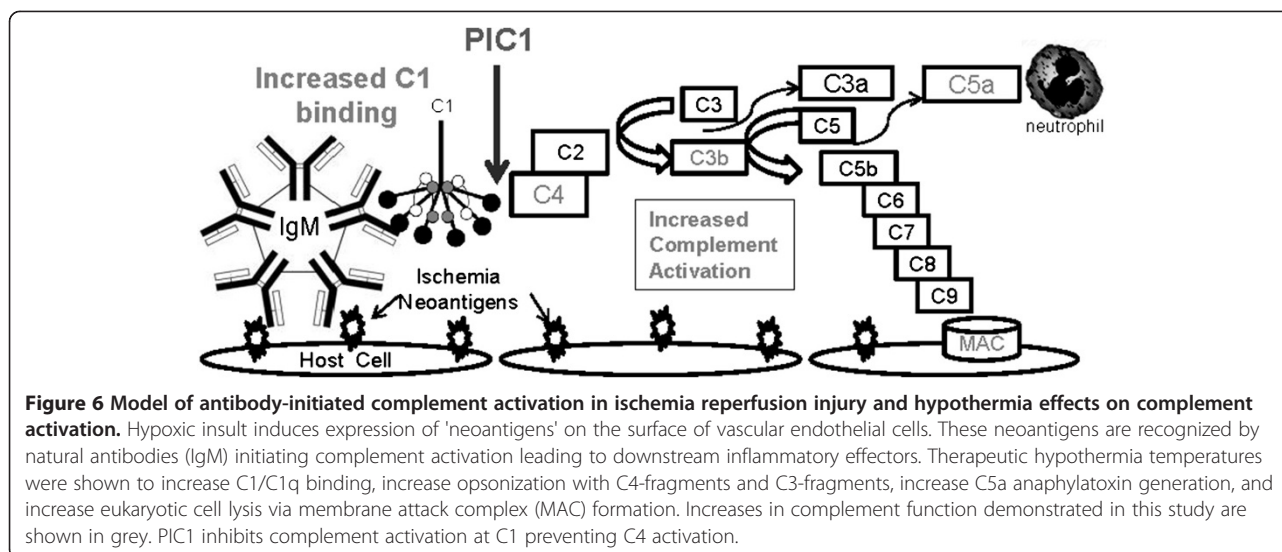 PIC1
Increased C1
binding
C1
C3
C3a
C5a
neutrophil
C2
C4
C3b
C5
C5b
C6
C7
C8
C9
MAC
IgM
Ischemia
Neoantigens
Increased
Complement
Activation
Host Cell
Figure 6 Model of antibody-initiated complement activation in ischemia reperfusion injury and hypothermia effects on complement
activation. Hypoxic insult induces expression of 'neoantigens' on the surface of vascular endothelial cells. These neoantigens are recognized by
natural antibodies (IgM) initiating complement activation leading to downstream inflammatory effectors. Therapeutic hypothermia temperatures
were shown to increase C1/C1q binding, increase opsonization with C4-fragments and C3-fragments, increase C5a anaphylatoxin generation, and
increase eukaryotic cell lysis via membrane attack complex (MAC) formation. Increases in complement function demonstrated in this study are
shown in grey. PIC1 inhibits complement activation at C1 preventing C4 activation.